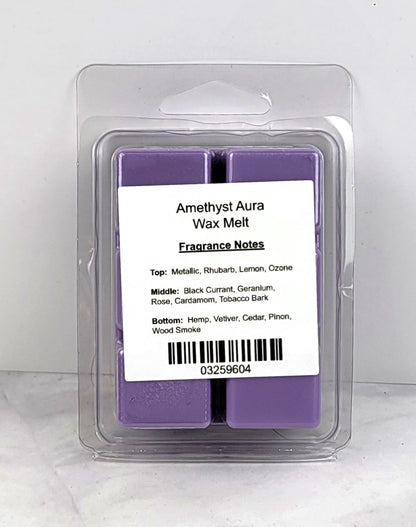 Amethyst Aura
Wax Melt
Fragrance Notes
Top: Metallic, Rhubarb, Lemon, Ozone
Middle: Black Currant, Geranium,
Rose, Cardamom, Tobacco Bark
Bottom: Hemp, Vetiver, Cedar, Pinon,
Wood Smoke
03259604